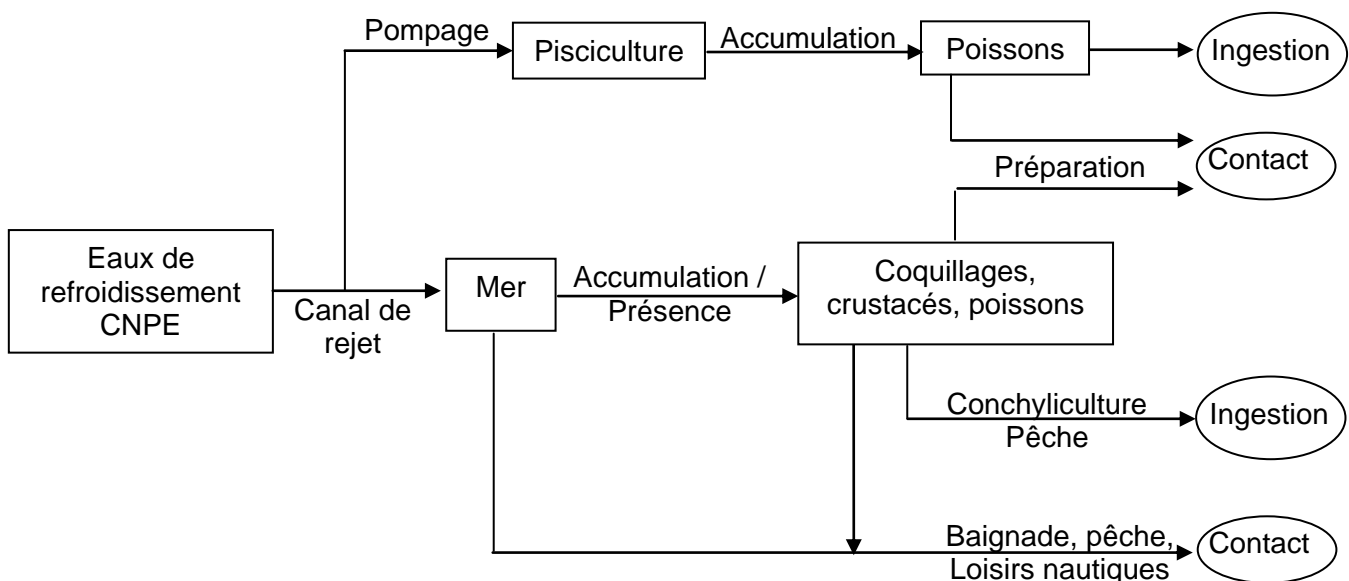 Pompage
Pisciculture
Accumulation
Poissons
Ingestion
Contact
Préparation
Eaux de
refroidissement
CNPE
Canal de
rejet
Mer
Accumulation /
Présence
Coquillages,
crustacés, poissons
Conchyliculture
Pêche
Ingestion
Baignade, pêche,
Loisirs nautiques
Contact